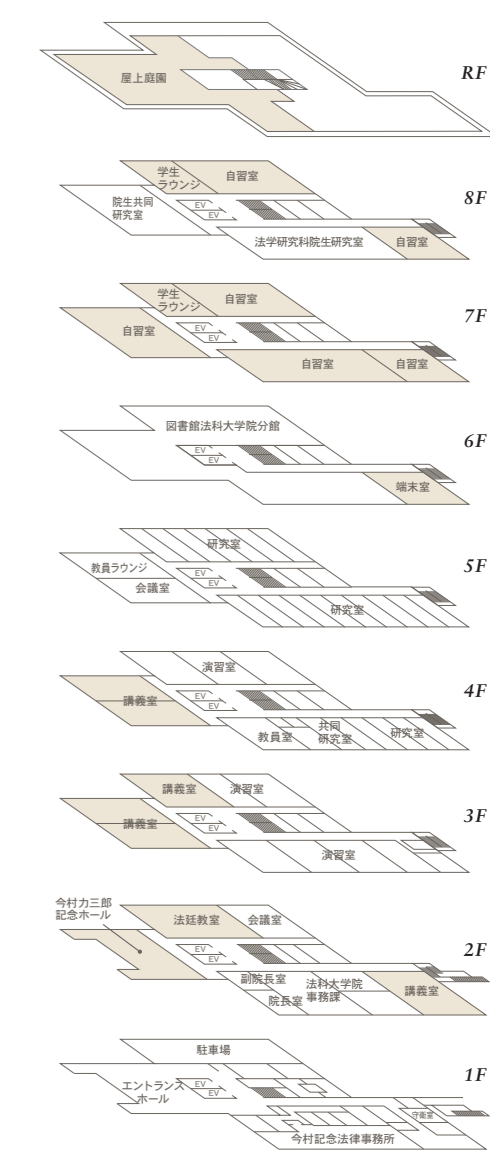 RF
屋上庭園
8F
学生
ラウンジ
自習室
院生共同
研究室
EV
EV
法学研究科院生研究室
自習室
7F
学生
ラウンジ
自習室
自習室
EV
EV
自習室
自習室
6F
図書館法科大学院分館
EV
EV
端末室
5F
研究室
教員ラウンジ
会議室
EV
EV
研究室
4F
演習室
講義室
EV
EV
教員室
共同
研究室
研究室
3F
講義室
演習室
講義室
EV
EV
演習室
2F
今村力三郎
記念ホール
法廷教室
会議室
EV
EV
副院長室
院長室
法科大学院
事務課
講義室
1F
駐車場
エントランス
ホール
EV
EV
守衛室
今村記念法律事務所